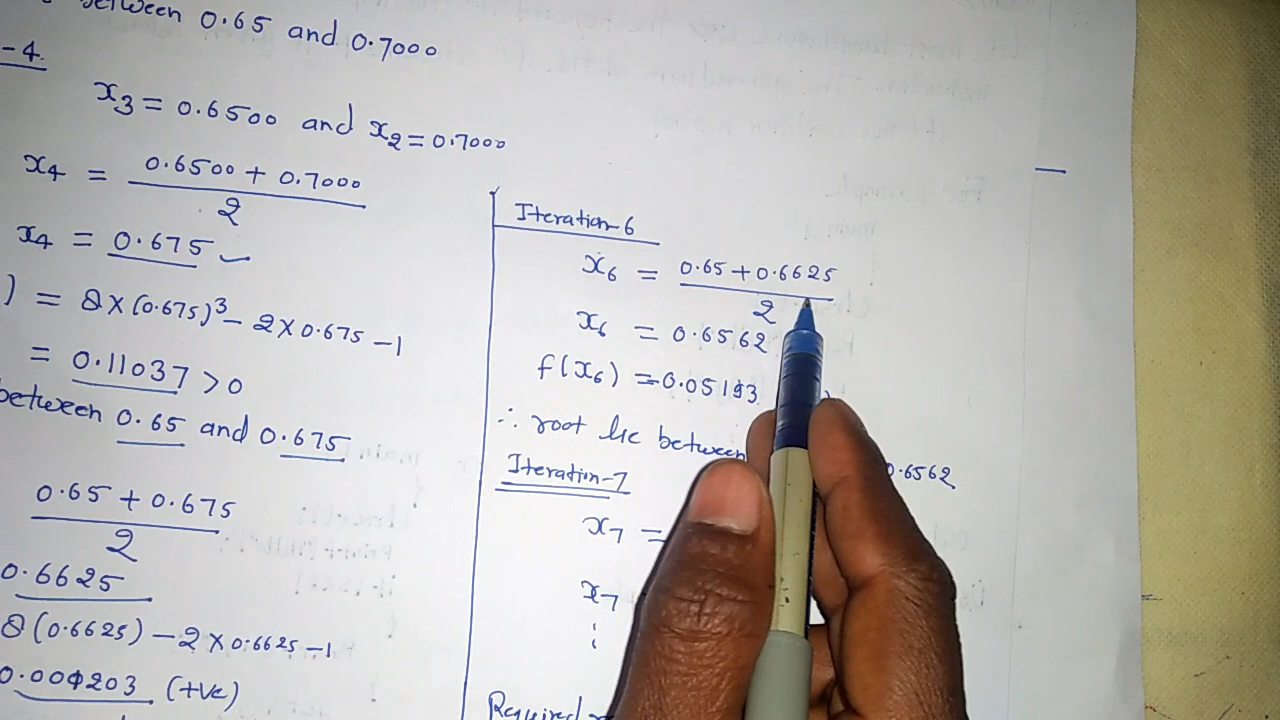 between 0.65 and 0.7000
-4.
x3 = 0.6500 and x2 = 0.7000
x4 = 0.6500 + 0.7000
2
x4 = 0.675
) = 8 × (0.675)³ - 2 × 0.675 - 1
= 0.11037 > 0
between 0.65 and 0.675
0.65 + 0.675
2
0.6625
8(0.6625) - 2 × 0.6625 - 1
0.004203 (+ve)
Iteration-6
x6 = 0.65 + 0.6625
2
x6 = 0.6562
f(x6) = -0.05193
∴ root lie between 0.6562
Iteration-7
x7 =
x7
Required